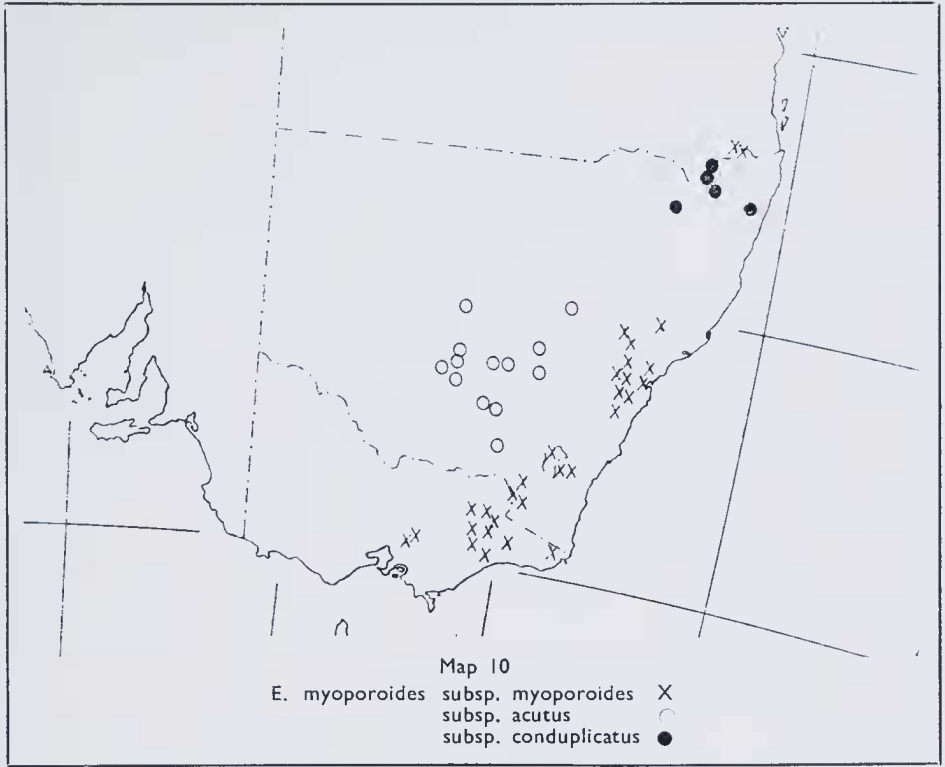 Map 10
E. myoporoides subsp. myoporoides X
subsp. acutus ○
subsp. conduplicatus ●